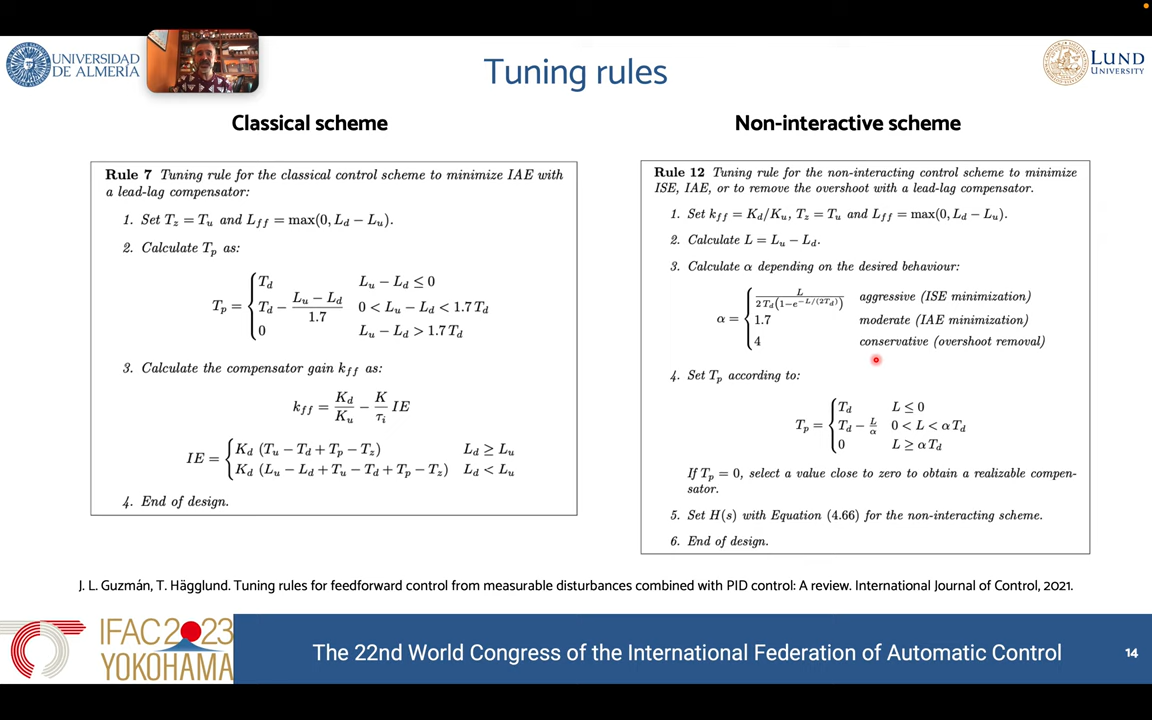 UNIVERSIDAD
DE ALMERÍA
Tuning rules
LUND
UNIVERSITY
Classical scheme
Rule 7 Tuning rule for the classical control scheme to minimize IAE with
a lead-lag compensator:
1. Set T_z = T_u and L_ff = max(0, L_d − L_u).
2. Calculate T_p as:
T_p = { T_d    L_u − L_d ≤ 0
T_d − (L_u − L_d)/1.7    0 < L_u − L_d < 1.7 T_d
0    L_u − L_d > 1.7 T_d
3. Calculate the compensator gain k_ff as:
k_ff = K_d/K_u − K/τ_i IE
IE = { K_d (T_u − T_d + T_p − T_z)    L_d ≥ L_u
K_d (L_u − L_d + T_u − T_d + T_p − T_z)    L_d < L_u
4. End of design.
Non-interactive scheme
Rule 12 Tuning rule for the non-interacting control scheme to minimize
ISE, IAE, or to remove the overshoot with a lead-lag compensator.
1. Set k_ff = K_d/K_u, T_z = T_u and L_ff = max(0, L_d − L_u).
2. Calculate L = L_u − L_d.
3. Calculate α depending on the desired behaviour:
α = { L/(2 T_d(1−e^{−L/(2T_d)}))    aggressive (ISE minimization)
1.7    moderate (IAE minimization)
4    conservative (overshoot removal)
4. Set T_p according to:
T_p = { T_d    L ≤ 0
T_d − L/α    0 < L < α T_d
0    L ≥ α T_d
If T_p = 0, select a value close to zero to obtain a realizable compen-
sator.
5. Set H(s) with Equation (4.66) for the non-interacting scheme.
6. End of design.
J. L. Guzmán, T. Hägglund. Tuning rules for feedforward control from measurable disturbances combined with PID control: A review. International Journal of Control, 2021.
IFAC 2023
YOKOHAMA
The 22nd World Congress of the International Federation of Automatic Control
14